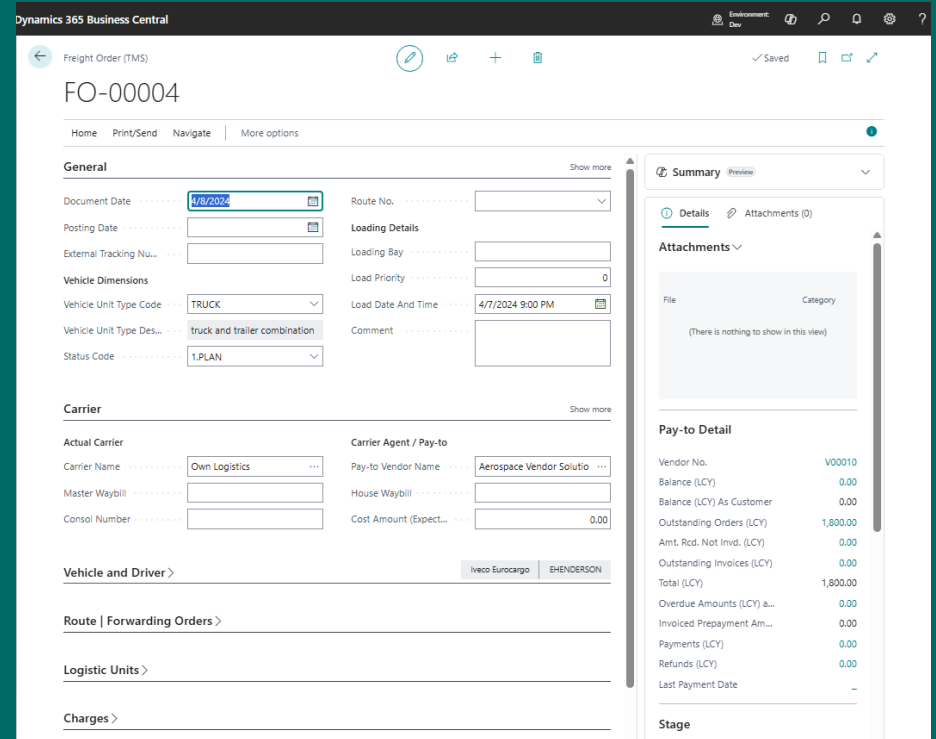 Dynamics 365 Business Central
Environment:
Dev
?
Freight Order (TMS)
Saved
FO-00004
Home Print/Send Navigate More options
General Show more
Document Date 4/8/2024
Posting Date
External Tracking Nu...
Vehicle Dimensions
Vehicle Unit Type Code TRUCK
Vehicle Unit Type Des... truck and trailer combination
Status Code 1.PLAN
Route No.
Loading Details
Loading Bay
Load Priority 0
Load Date And Time 4/7/2024 9:00 PM
Comment
Carrier Show more
Actual Carrier
Carrier Name Own Logistics ...
Master Waybill
Consol Number
Carrier Agent / Pay-to
Pay-to Vendor Name Aerospace Vendor Solutio ...
House Waybill
Cost Amount (Expect... 0.00
Vehicle and Driver Iveco Eurocargo EHENDERSON
Route | Forwarding Orders
Logistic Units
Charges
Summary Preview
Details Attachments (0)
Attachments
File Category
(There is nothing to show in this view)
Pay-to Detail
Vendor No. V00010
Balance (LCY) 0.00
Balance (LCY) As Customer 0.00
Outstanding Orders (LCY) 1,800.00
Amt. Rcd. Not Invd. (LCY) 0.00
Outstanding Invoices (LCY) 0.00
Total (LCY) 1,800.00
Overdue Amounts (LCY) a... 0.00
Invoiced Prepayment Am... 0.00
Payments (LCY) 0.00
Refunds (LCY) 0.00
Last Payment Date _
Stage